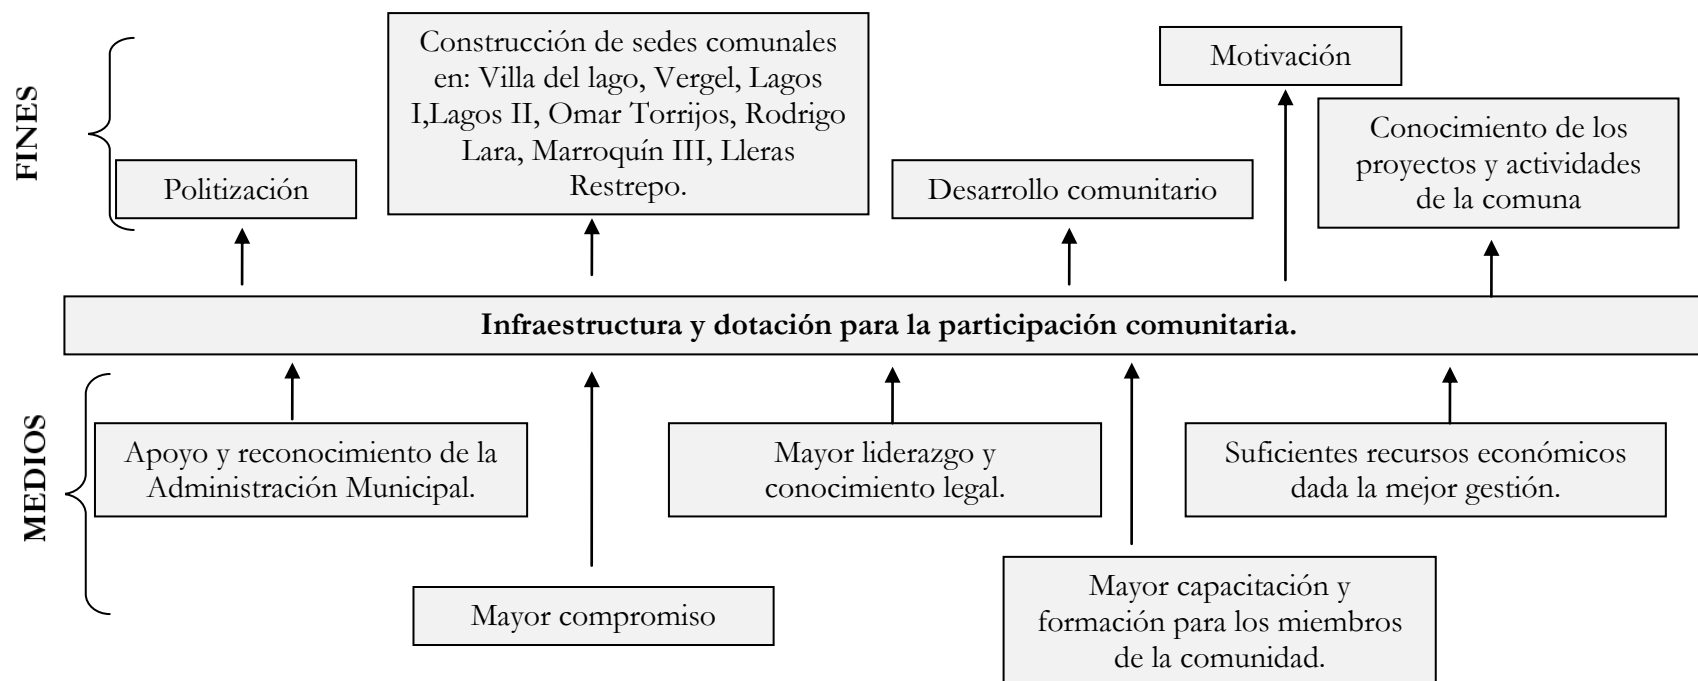 FINES
Construcción de sedes comunales
en: Villa del lago, Vergel, Lagos
I,Lagos II, Omar Torrijos, Rodrigo
Lara, Marroquín III, Lleras
Restrepo.
Motivación
Conocimiento de los
proyectos y actividades
de la comuna
Politización
Desarrollo comunitario
Infraestructura y dotación para la participación comunitaria.
MEDIOS
Apoyo y reconocimiento de la
Administración Municipal.
Mayor liderazgo y
conocimiento legal.
Suficientes recursos económicos
dada la mejor gestión.
Mayor compromiso
Mayor capacitación y
formación para los miembros
de la comunidad.